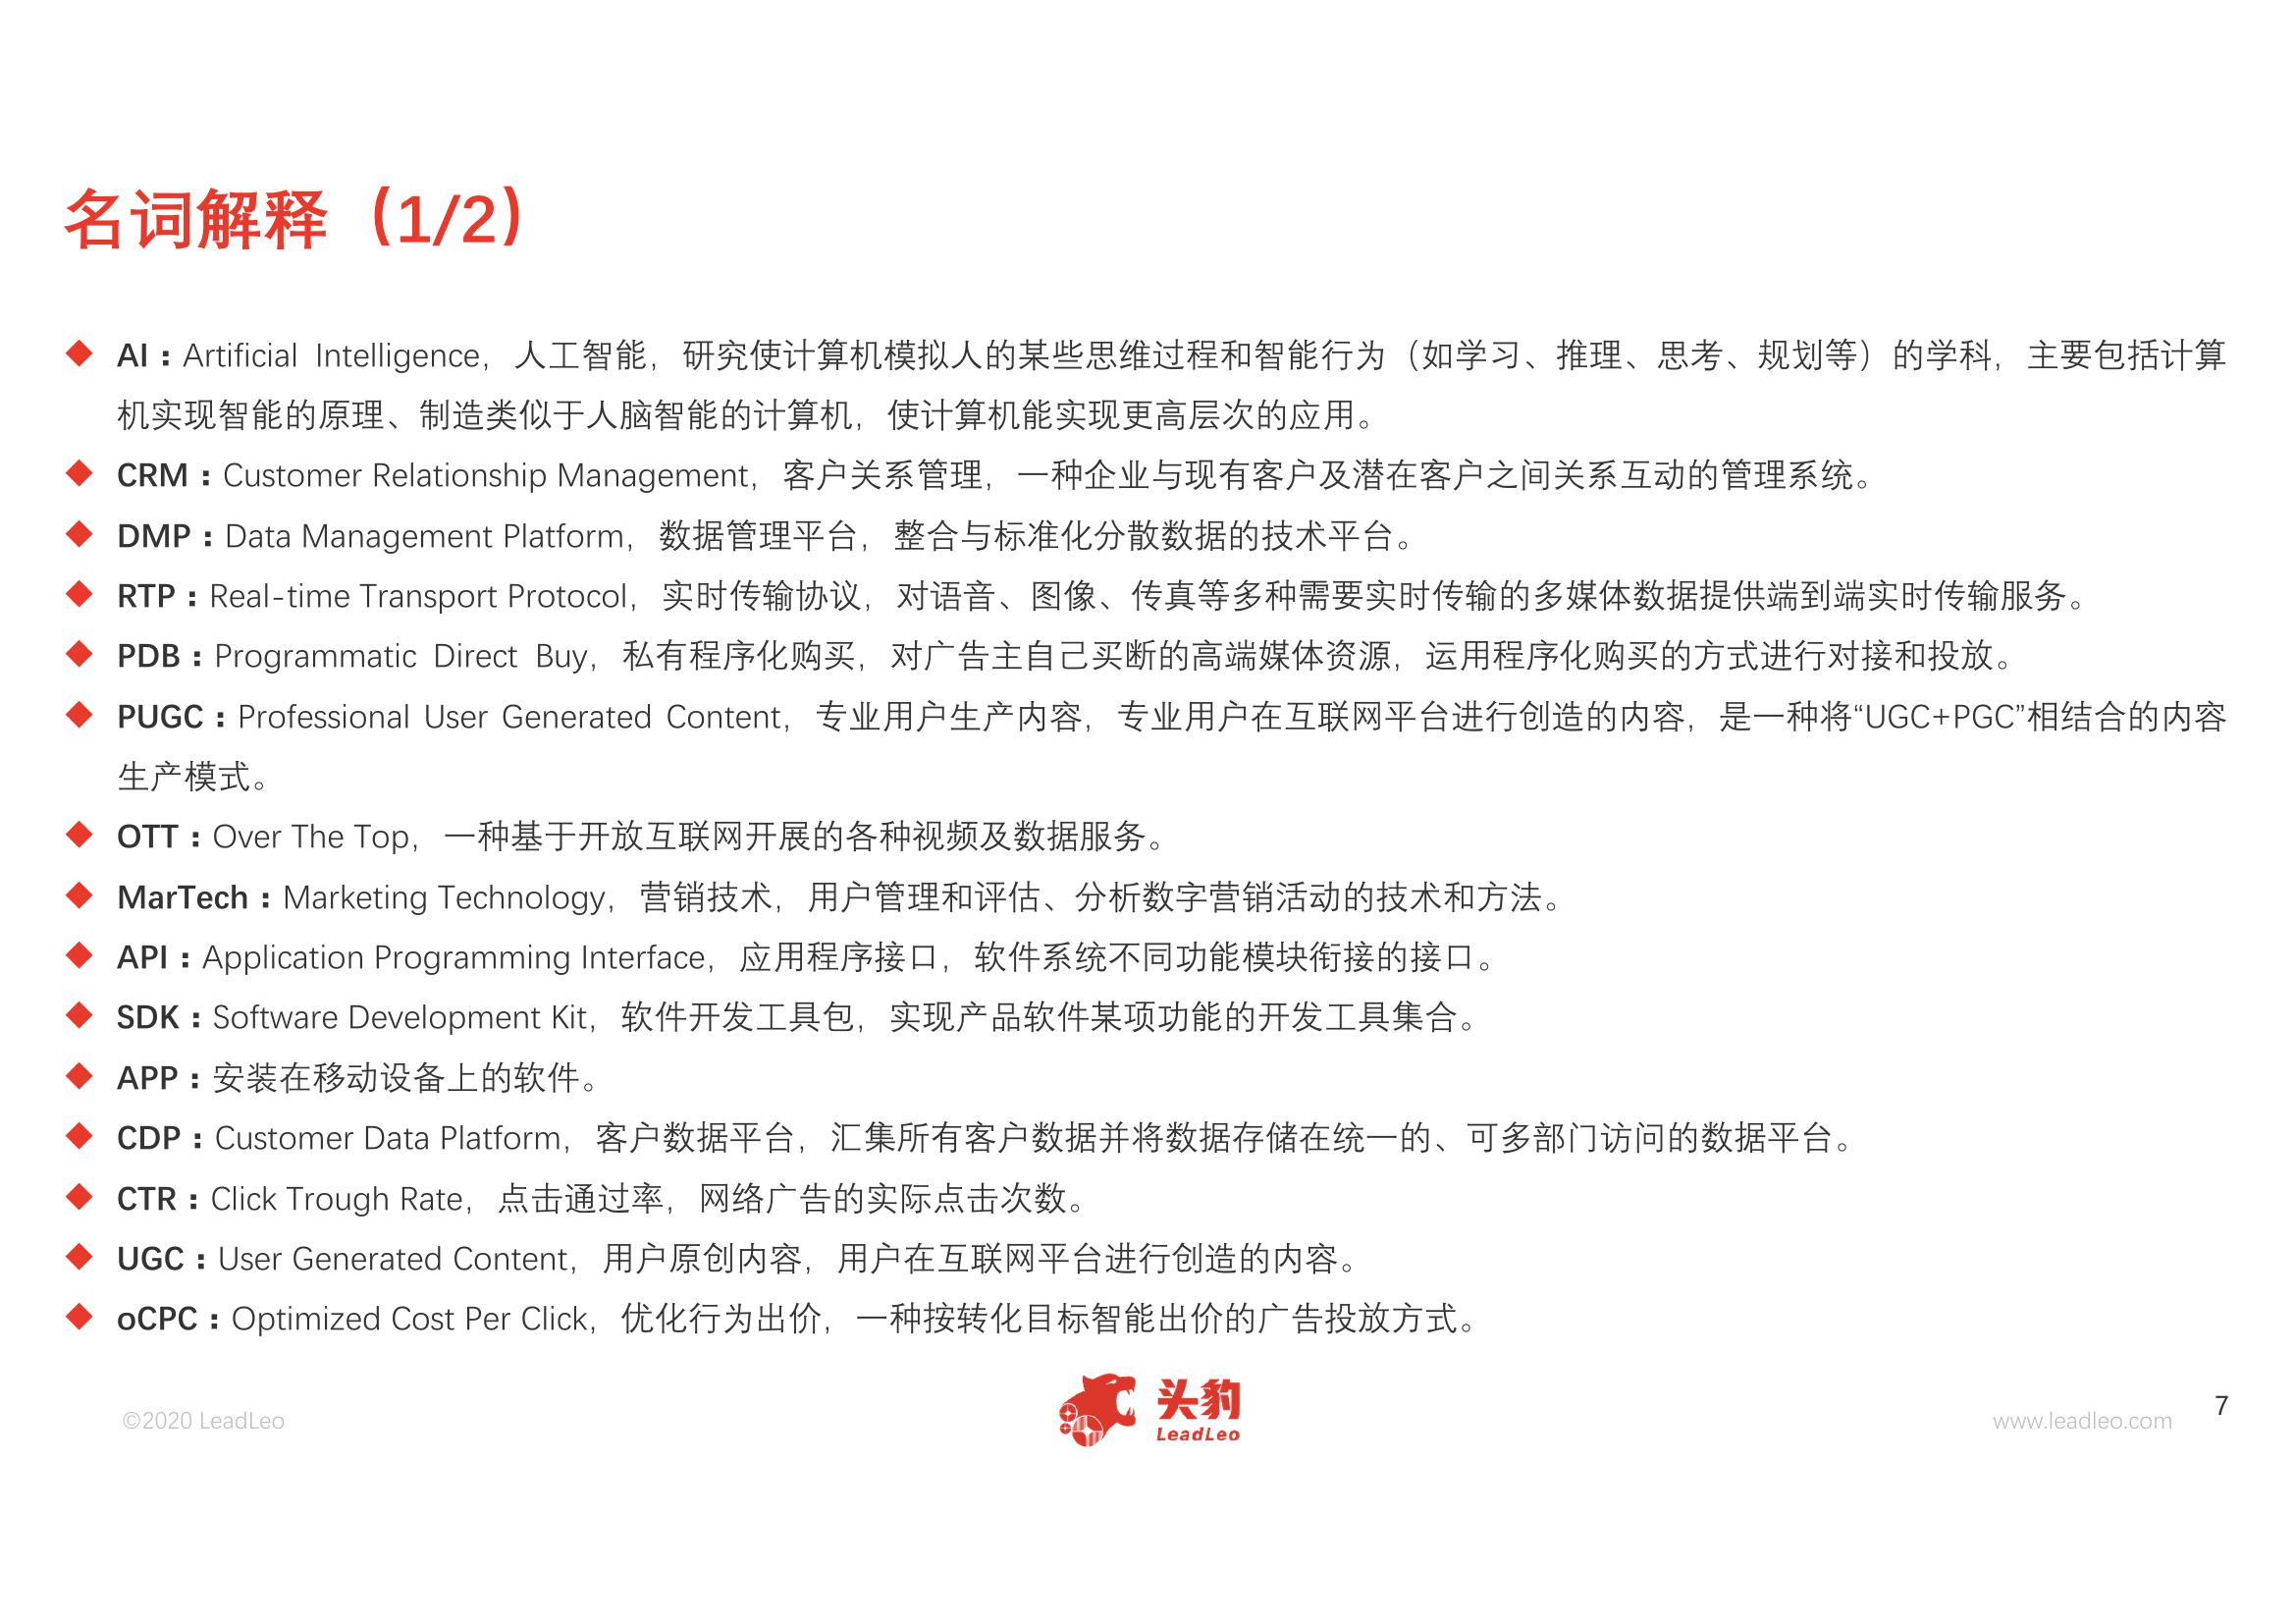 名词解释（1/2）
◆ AI：Artificial Intelligence，人工智能，研究使计算机模拟人的某些思维过程和智能行为（如学习、推理、思考、规划等）的学科，主要包括计算
机实现智能的原理、制造类似于人脑智能的计算机，使计算机能实现更高层次的应用。
◆ CRM：Customer Relationship Management，客户关系管理，一种企业与现有客户及潜在客户之间关系互动的管理系统。
◆ DMP：Data Management Platform，数据管理平台，整合与标准化分散数据的技术平台。
◆ RTP：Real-time Transport Protocol，实时传输协议，对语音、图像、传真等多种需要实时传输的多媒体数据提供端到端实时传输服务。
◆ PDB：Programmatic Direct Buy，私有程序化购买，对广告主自己买断的高端媒体资源，运用程序化购买的方式进行对接和投放。
◆ PUGC：Professional User Generated Content，专业用户生产内容，专业用户在互联网平台进行创造的内容，是一种将“UGC+PGC”相结合的内容
生产模式。
◆ OTT：Over The Top，一种基于开放互联网开展的各种视频及数据服务。
◆ MarTech：Marketing Technology，营销技术，用户管理和评估、分析数字营销活动的技术和方法。
◆ API：Application Programming Interface，应用程序接口，软件系统不同功能模块衔接的接口。
◆ SDK：Software Development Kit，软件开发工具包，实现产品软件某项功能的开发工具集合。
◆ APP：安装在移动设备上的软件。
◆ CDP：Customer Data Platform，客户数据平台，汇集所有客户数据并将数据存储在统一的、可多部门访问的数据平台。
◆ CTR：Click Trough Rate，点击通过率，网络广告的实际点击次数。
◆ UGC：User Generated Content，用户原创内容，用户在互联网平台进行创造的内容。
◆ oCPC：Optimized Cost Per Click，优化行为出价，一种按转化目标智能出价的广告投放方式。
©2020 LeadLeo
头豹
LeadLeo
www.leadleo.com
7